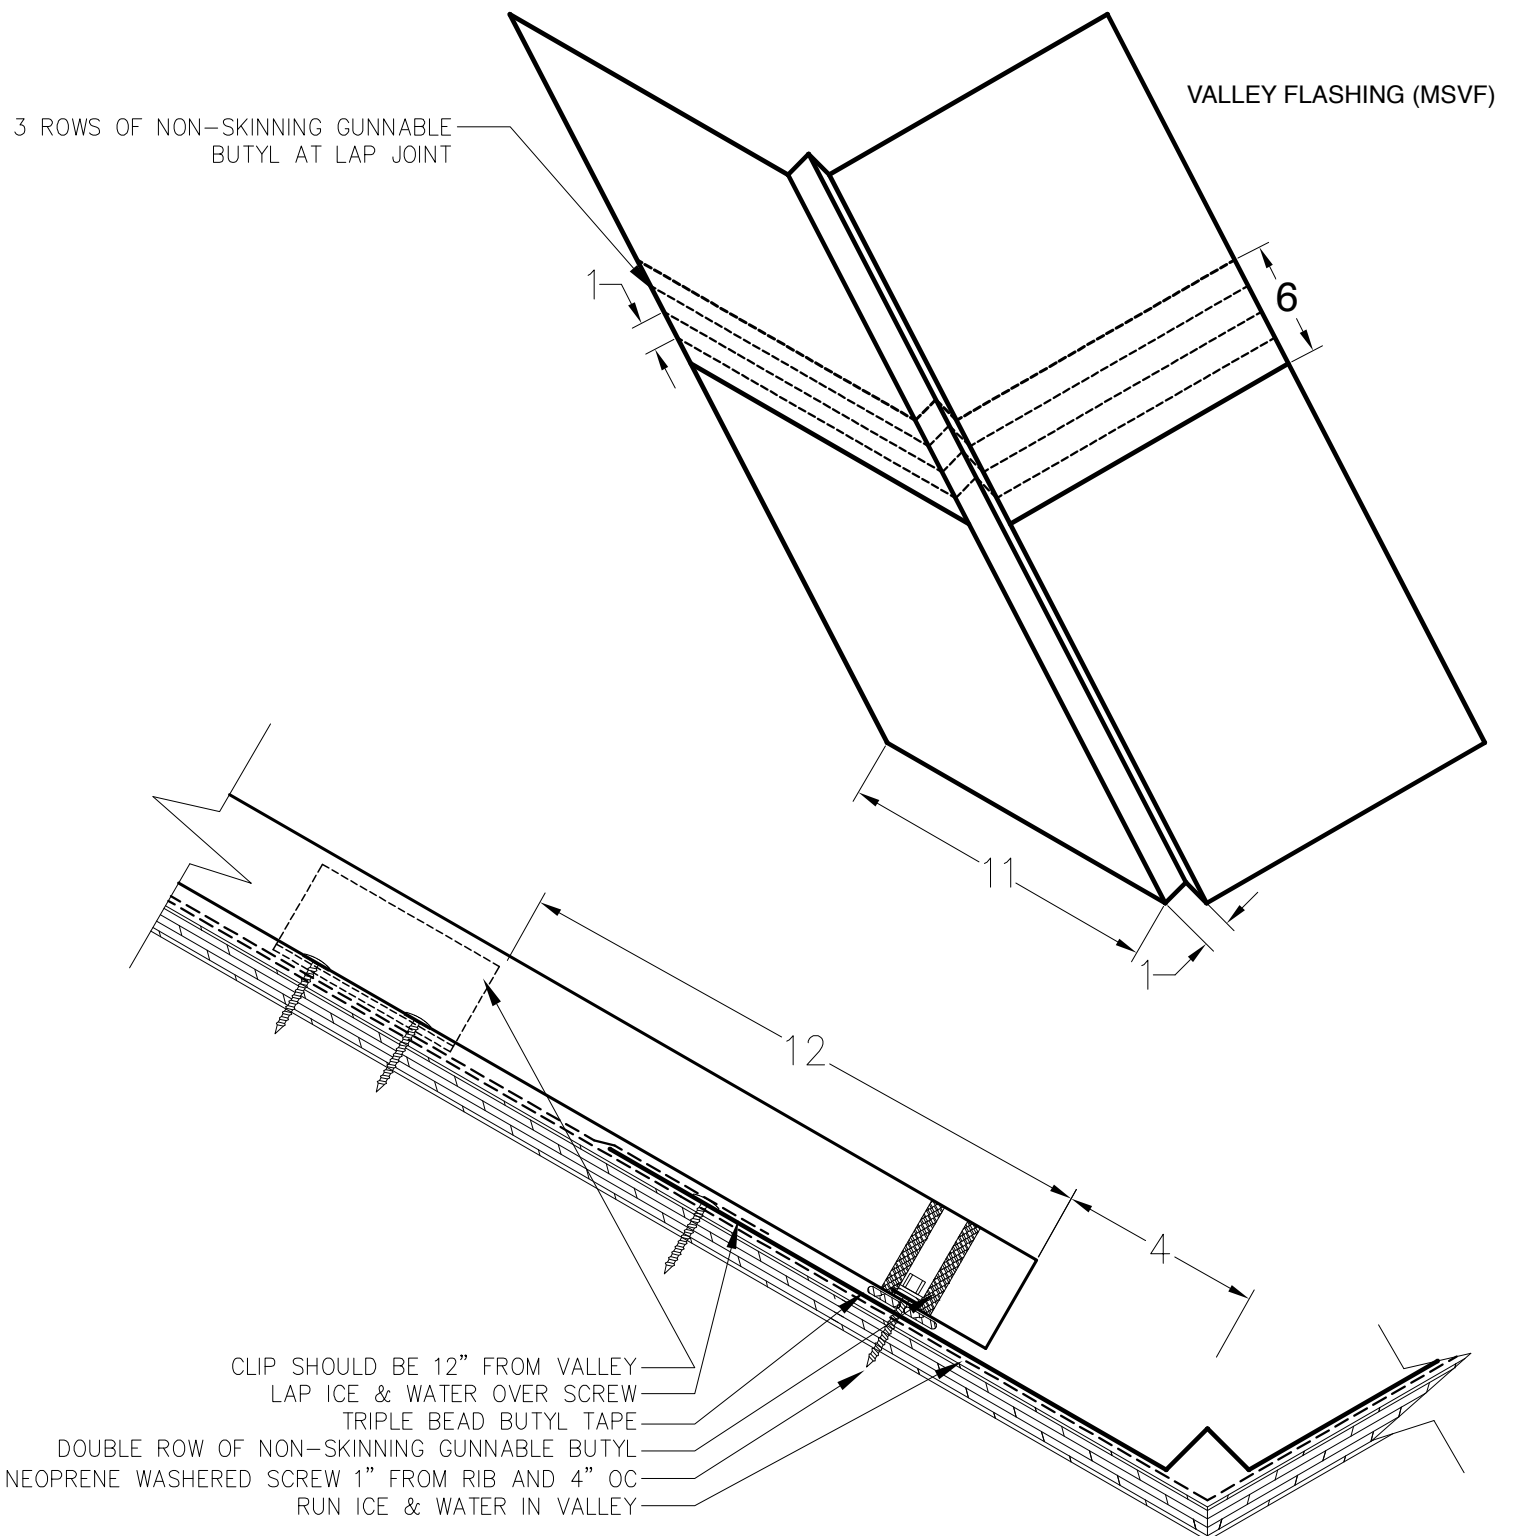 VALLEY FLASHING (MSVF)
3 ROWS OF NON-SKINNING GUNNABLE
BUTYL AT LAP JOINT
1
6
11
1
12
4
CLIP SHOULD BE 12” FROM VALLEY
LAP ICE & WATER OVER SCREW
TRIPLE BEAD BUTYL TAPE
DOUBLE ROW OF NON-SKINNING GUNNABLE BUTYL
NEOPRENE WASHERED SCREW 1” FROM RIB AND 4” OC
RUN ICE & WATER IN VALLEY